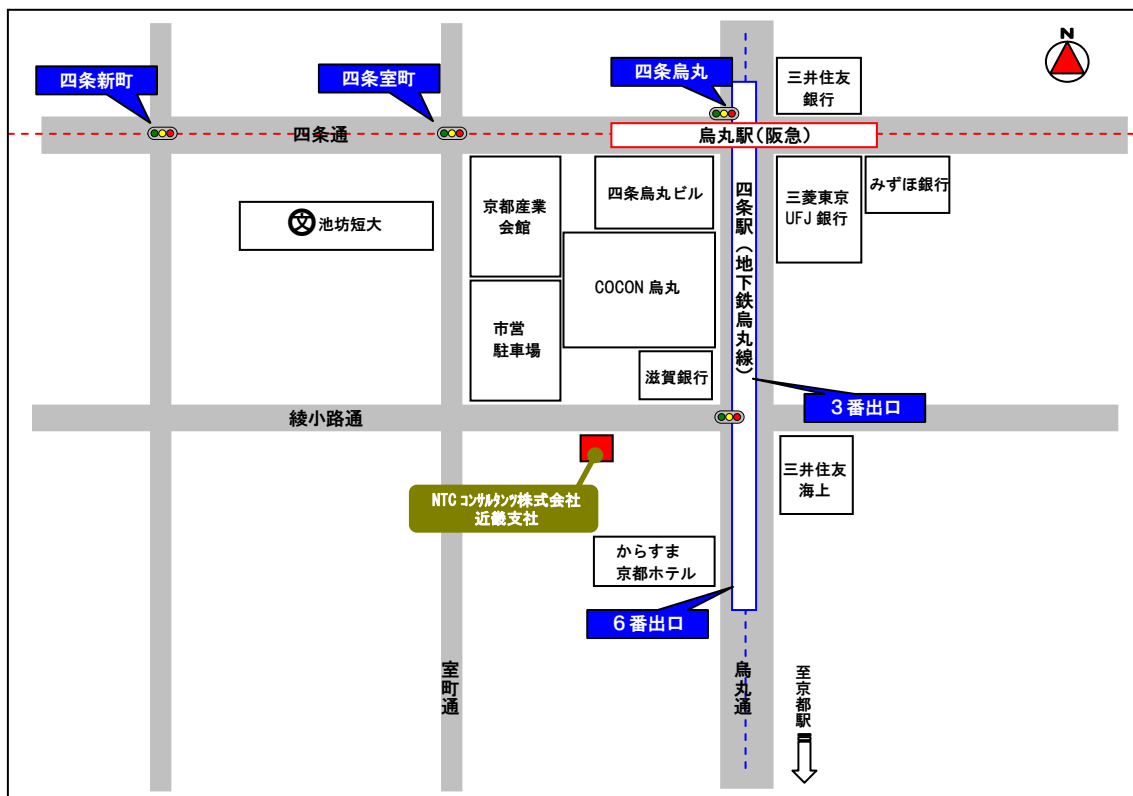 N
四条新町
四条室町
四条烏丸
三井住友
銀行
四条通
烏丸駅(阪急)
京都産業
会館
四条烏丸ビル
四条駅(地下鉄烏丸線)
三菱東京
UFJ 銀行
みずほ銀行
文 池坊短大
COCON 烏丸
市営
駐車場
滋賀銀行
3番出口
綾小路通
三井住友
海上
NTC コンサルタンツ株式会社
近畿支社
からすま
京都ホテル
6番出口
室町通
烏丸通
至京都駅